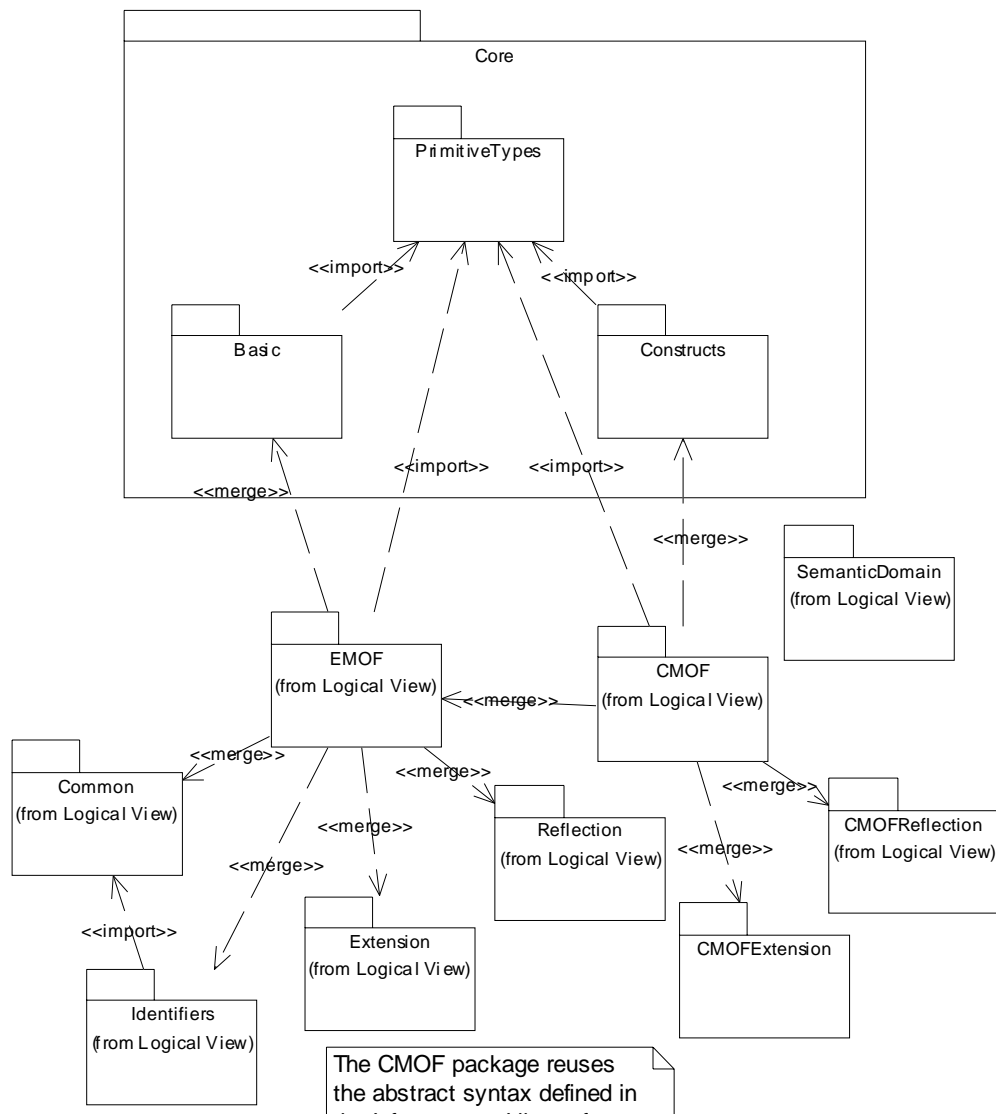 Core
PrimitiveTypes
<<import>>
<<import>>
Basic
Constructs
<<import>>
<<import>>
<<merge>>
<<merge>>
SemanticDomain
(from Logical View)
EMOF
(from Logical View)
CMOF
(from Logical View)
<<merge>>
<<merge>>
<<merge>>
<<merge>>
Common
(from Logical View)
Reflection
(from Logical View)
CMOFReflection
(from Logical View)
<<merge>>
<<merge>>
<<merge>>
<<import>>
Extension
(from Logical View)
CMOFExtension
Identifiers
(from Logical View)
The CMOF package reuses
the abstract syntax defined in